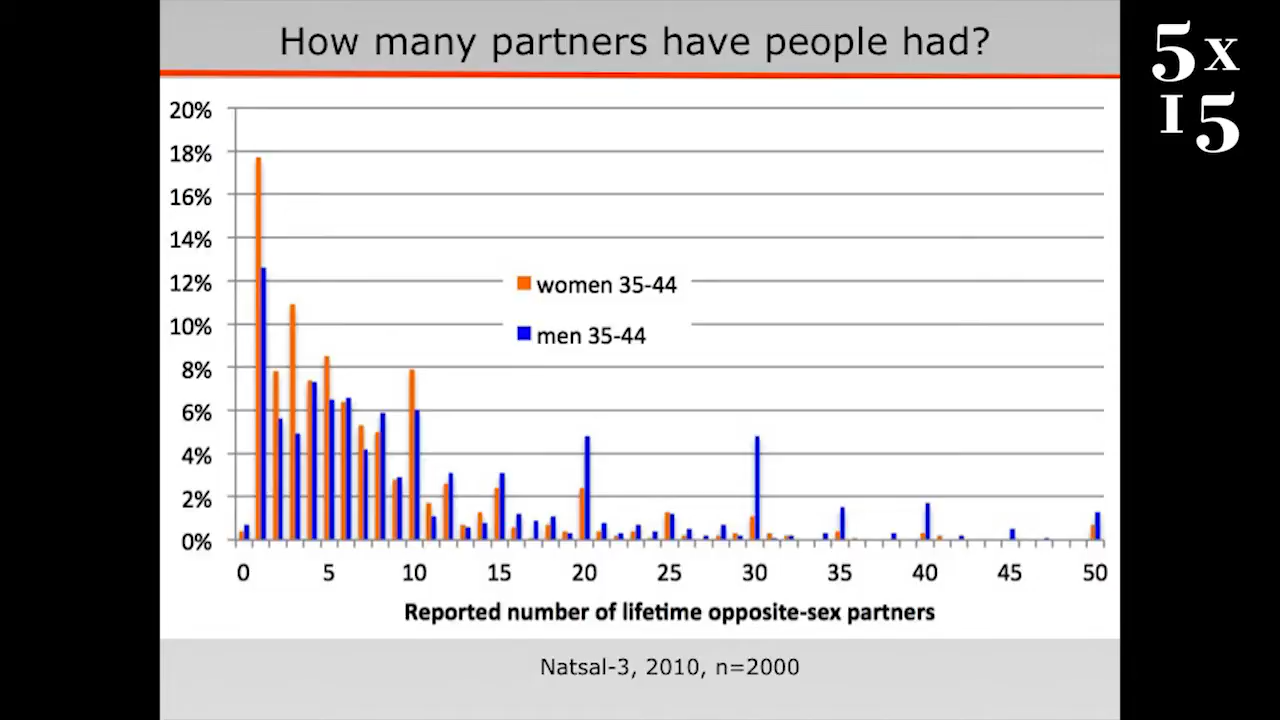 How many partners have people had?
5 x
15
20%
18%
16%
14%
12%
10%
8%
6%
4%
2%
0%
women 35-44
men 35-44
0 5 10 15 20 25 30 35 40 45 50
Reported number of lifetime opposite-sex partners
Natsal-3, 2010, n=2000